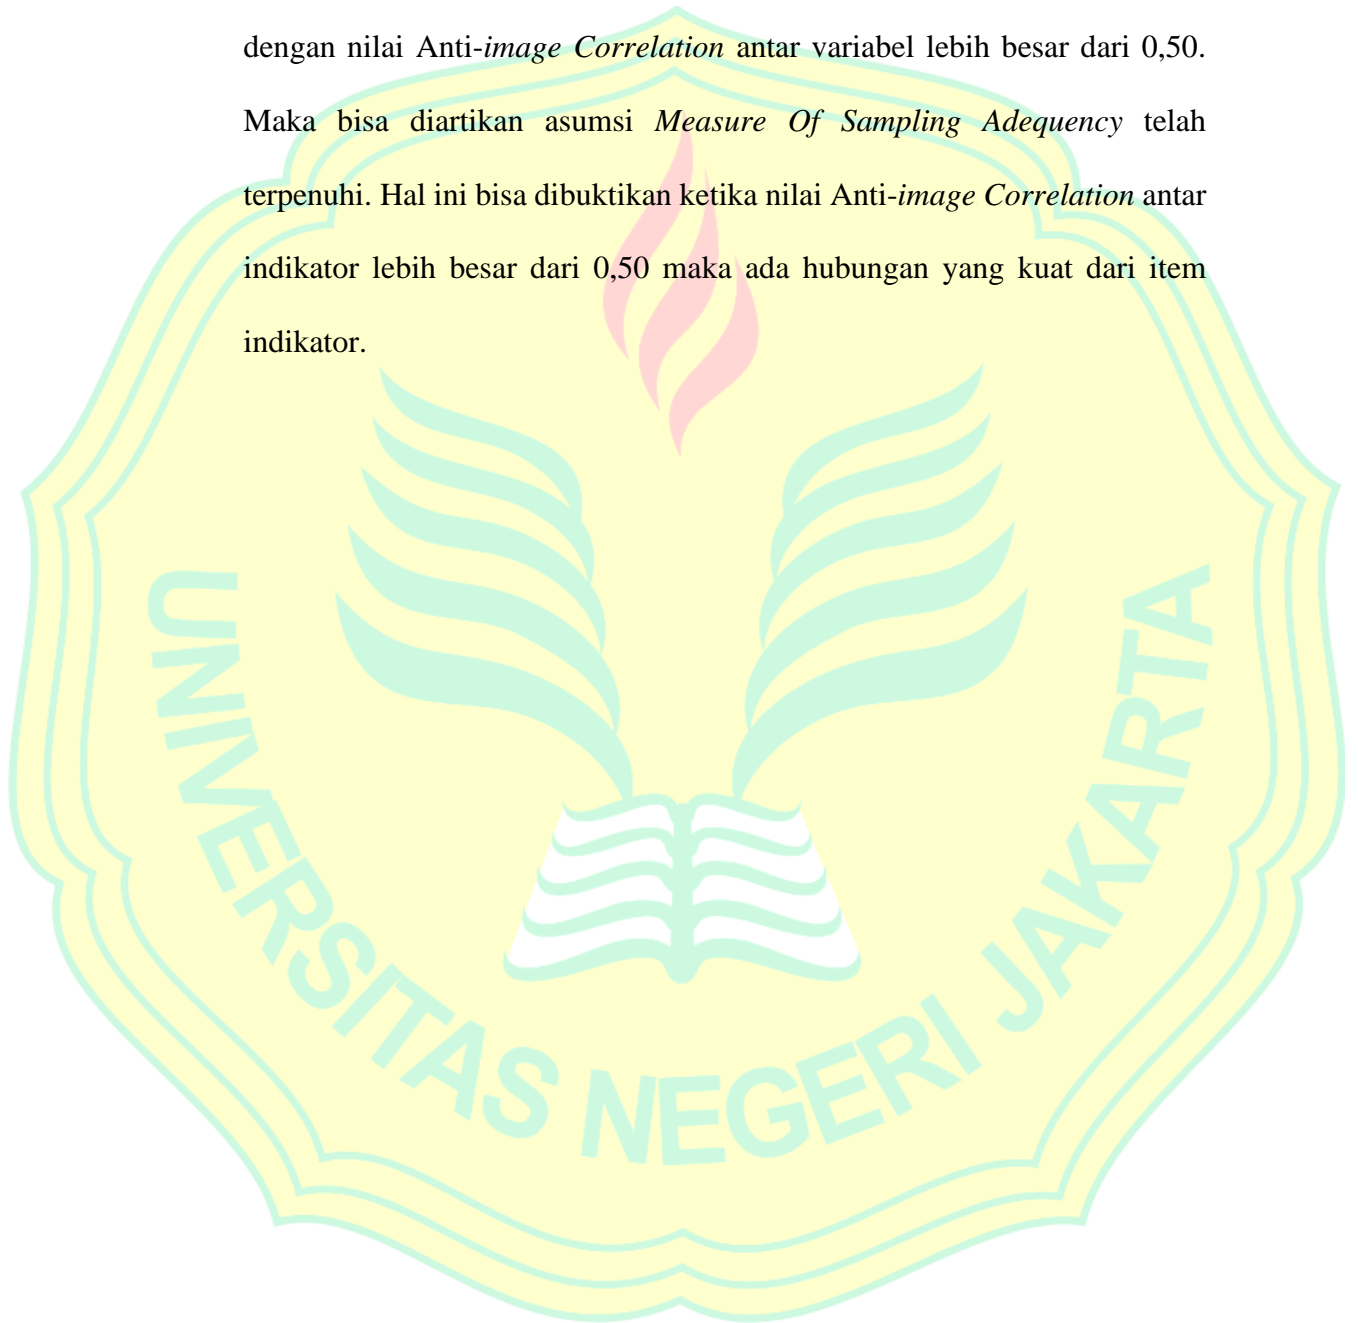 dengan nilai Anti-image Correlation antar variabel lebih besar dari 0,50.
Maka bisa diartikan asumsi Measure Of Sampling Adequency telah
terpenuhi. Hal ini bisa dibuktikan ketika nilai Anti-image Correlation antar
indikator lebih besar dari 0,50 maka ada hubungan yang kuat dari item
indikator.
UNIVERSITAS NEGERI JAKARTA